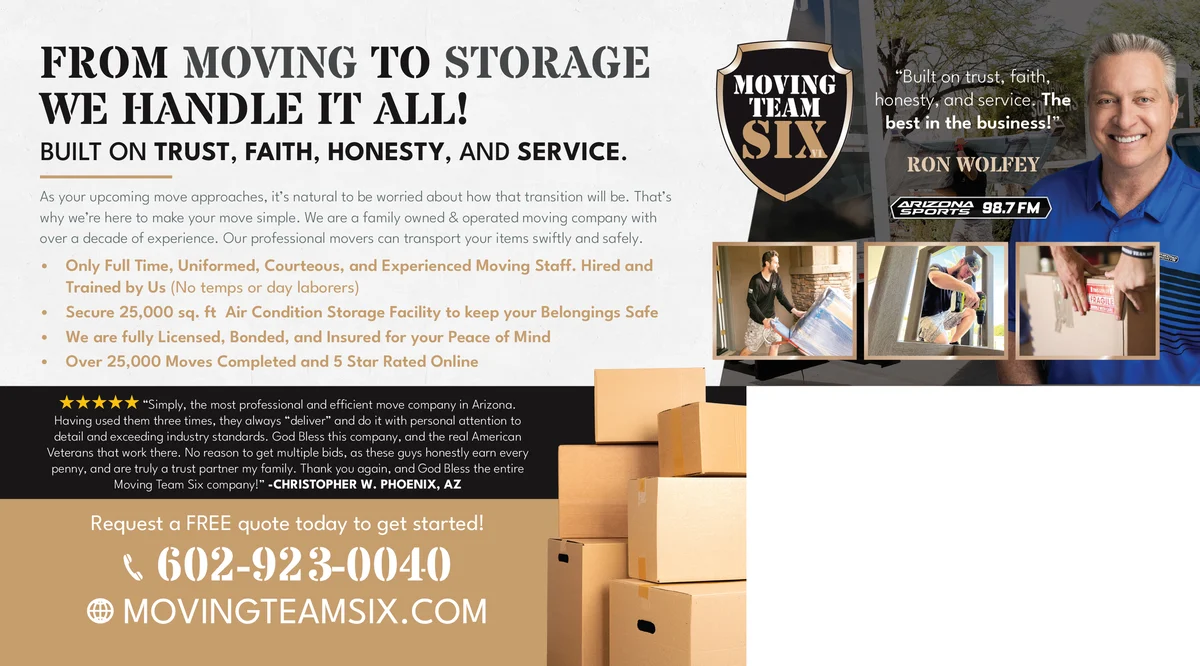 FROM MOVING TO STORAGE
WE HANDLE IT ALL!
BUILT ON TRUST, FAITH, HONESTY, AND SERVICE.
As your upcoming move approaches, it's natural to be worried about how that transition will be. That's
why we're here to make your move simple. We are a family owned & operated moving company with
over a decade of experience. Our professional movers can transport your items swiftly and safely.
• Only Full Time, Uniformed, Courteous, and Experienced Moving Staff. Hired and
Trained by Us (No temps or day laborers)
• Secure 25,000 sq. ft Air Condition Storage Facility to keep your Belongings Safe
• We are fully Licensed, Bonded, and Insured for your Peace of Mind
• Over 25,000 Moves Completed and 5 Star Rated Online
MOVING
TEAM
SIX
VI
“Built on trust, faith,
honesty, and service. The
best in the business!”
RON WOLFEY
ARIZONA
SPORTS 98.7 FM
FRAGILE
“Simply, the most professional and efficient move company in Arizona.
Having used them three times, they always “deliver” and do it with personal attention to
detail and exceeding industry standards. God Bless this company, and the real American
Veterans that work there. No reason to get multiple bids, as these guys honestly earn every
penny, and are truly a trust partner my family. Thank you again, and God Bless the entire
Moving Team Six company!” -CHRISTOPHER W. PHOENIX, AZ
Request a FREE quote today to get started!
602-923-0040
MOVINGTEAMSIX.COM